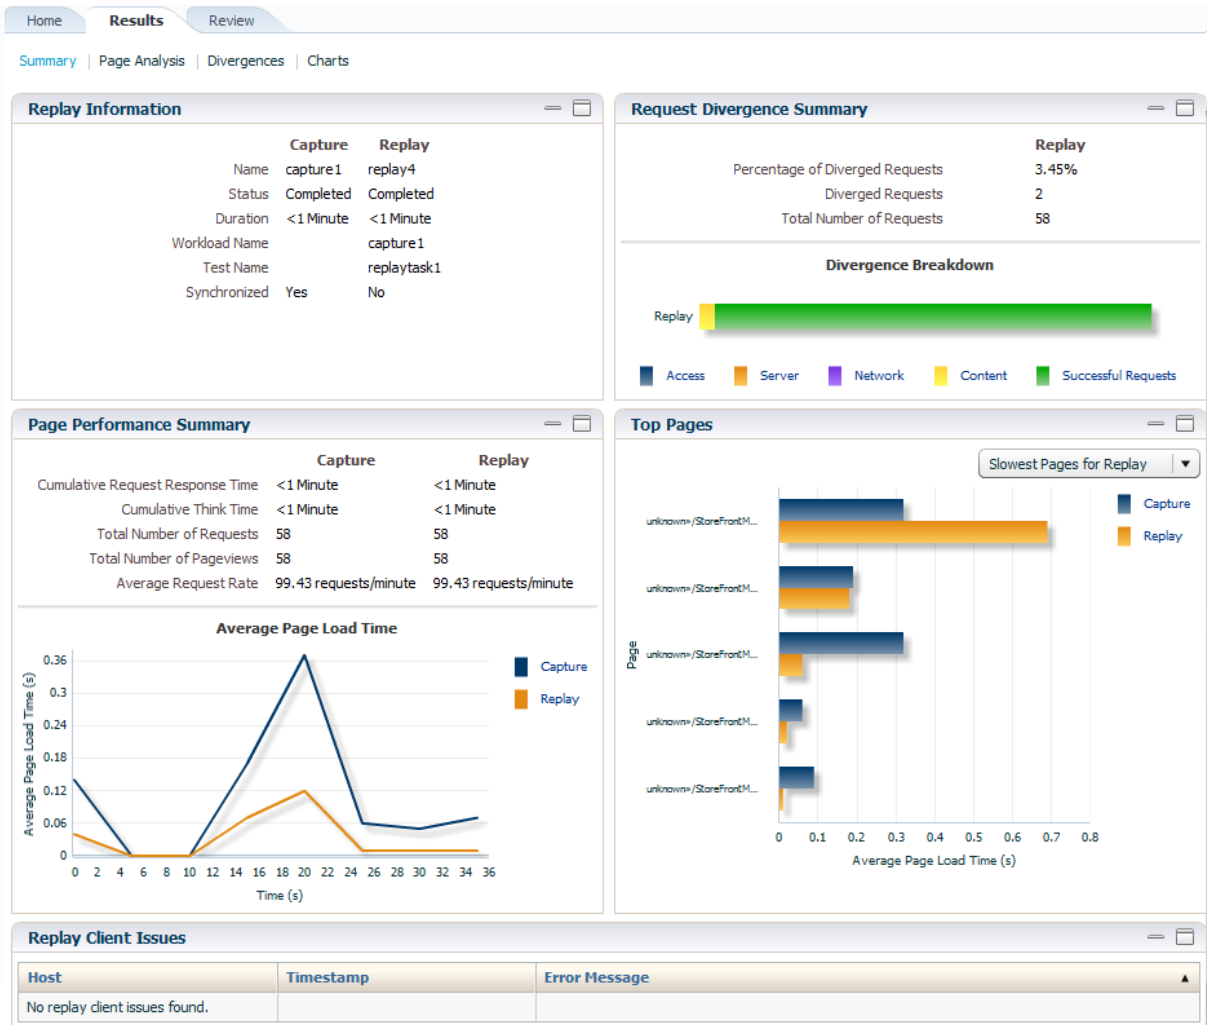 Home Results Review
Summary | Page Analysis | Divergences | Charts
Replay Information
Capture Replay
Name capture1 replay4
Status Completed Completed
Duration <1 Minute <1 Minute
Workload Name capture1
Test Name replaytask1
Synchronized Yes No
Request Divergence Summary
Replay
Percentage of Diverged Requests 3.45%
Diverged Requests 2
Total Number of Requests 58
Divergence Breakdown
Replay
Access Server Network Content Successful Requests
Page Performance Summary
Capture Replay
Cumulative Request Response Time <1 Minute <1 Minute
Cumulative Think Time <1 Minute <1 Minute
Total Number of Requests 58 58
Total Number of Pageviews 58 58
Average Request Rate 99.43 requests/minute 99.43 requests/minute
Average Page Load Time
Average Page Load Time (s)
0.36
0.3
0.24
0.18
0.12
0.06
0
0 2 4 6 8 10 12 14 16 18 20 22 24 26 28 30 32 34 36
Time (s)
Capture
Replay
Top Pages
Slowest Pages for Replay
Capture
Replay
Page
unknown»/StoreFrontM...
unknown»/StoreFrontM...
unknown»/StoreFrontM...
unknown»/StoreFrontM...
unknown»/StoreFrontM...
0 0.1 0.2 0.3 0.4 0.5 0.6 0.7 0.8
Average Page Load Time (s)
Replay Client Issues
Host Timestamp Error Message
No replay client issues found.